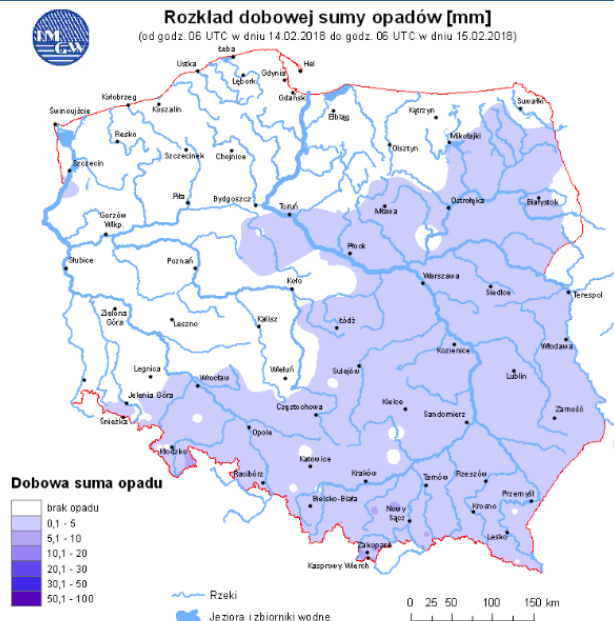 IM
GW
Rozkład dobowej sumy opadów [mm]
(od godz. 06 UTC w dniu 14.02.2018 do godz. 06 UTC w dniu 15.02.2018)
Łeba
Ustka
Hel
Gdynia
Lębork
Kołobrzeg
Koszalin
Gdańsk
Suwałki
Świnoujście
Elbląg
Kętrzyn
Resko
Mikołajki
Szczecinek
Chojnice
Olsztyn
Szczecin
Piła
Bydgoszcz
Toruń
Mława
Ostrołęka
Białystok
Gorzów
Wlkp.
Płock
Słubice
Poznań
Koło
Warszawa
Siedlce
Terespol
Zielona
Góra
Leszno
Kalisz
Łódź
Kozienice
Włodawa
Legnica
Wrocław
Wieluń
Sulejów
Lublin
Jelenia Góra
Śnieżka
Częstochowa
Kielce
Sandomierz
Zamość
Opole
Kłodzko
Katowice
Racibórz
Kraków
Tarnów
Rzeszów
Bielsko-Biała
Nowy
Sącz
Krosno
Przemyśl
Lesko
Zakopane
Kasprowy Wierch
Dobowa suma opadu
brak opadu
0,1 - 5
5,1 - 10
10,1 - 20
20,1 - 30
30,1 - 50
50,1 - 100
Rzeki
Jeziora i zbiorniki wodne
0 25 50 100 150 km